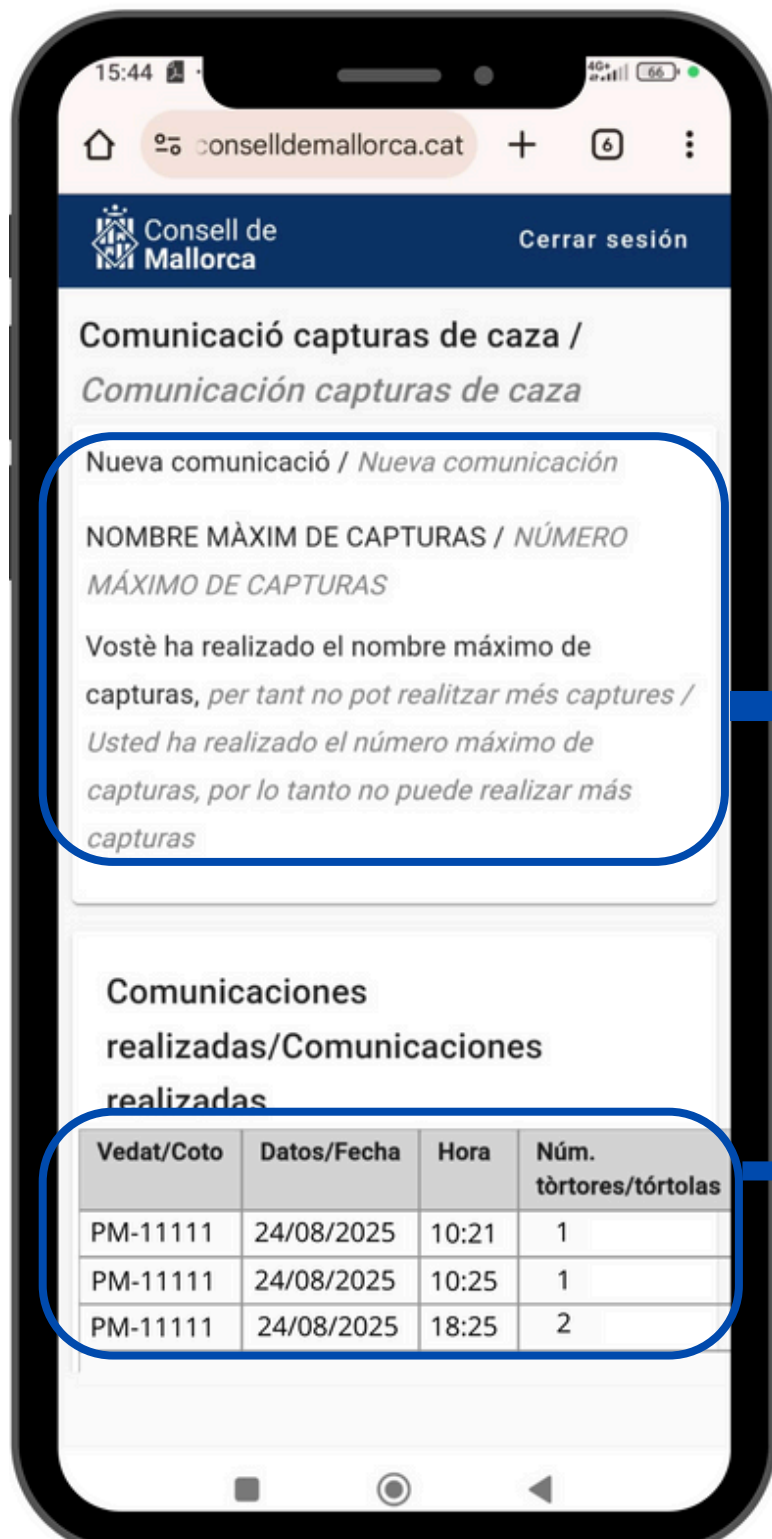 15:44
4G+
66
conselldemallorca.cat
6
Consell de
Mallorca
Cerrar sesión
Comunicació capturas de caza /
Comunicación capturas de caza
Nueva comunicació / Nueva comunicación
NOMBRE MÀXIM DE CAPTURAS / NÚMERO
MÁXIMO DE CAPTURAS
Vostè ha realizado el nombre máximo de
capturas, per tant no pot realitzar més captures /
Usted ha realizado el número máximo de
capturas, por lo tanto no puede realizar más
capturas
Comunicaciones
realizadas/Comunicaciones
realizadas
Vedat/Coto Datos/Fecha Hora Núm.
tòrtores/tórtolas
PM-11111 24/08/2025 10:21 1
PM-11111 24/08/2025 10:25 1
PM-11111 24/08/2025 18:25 2